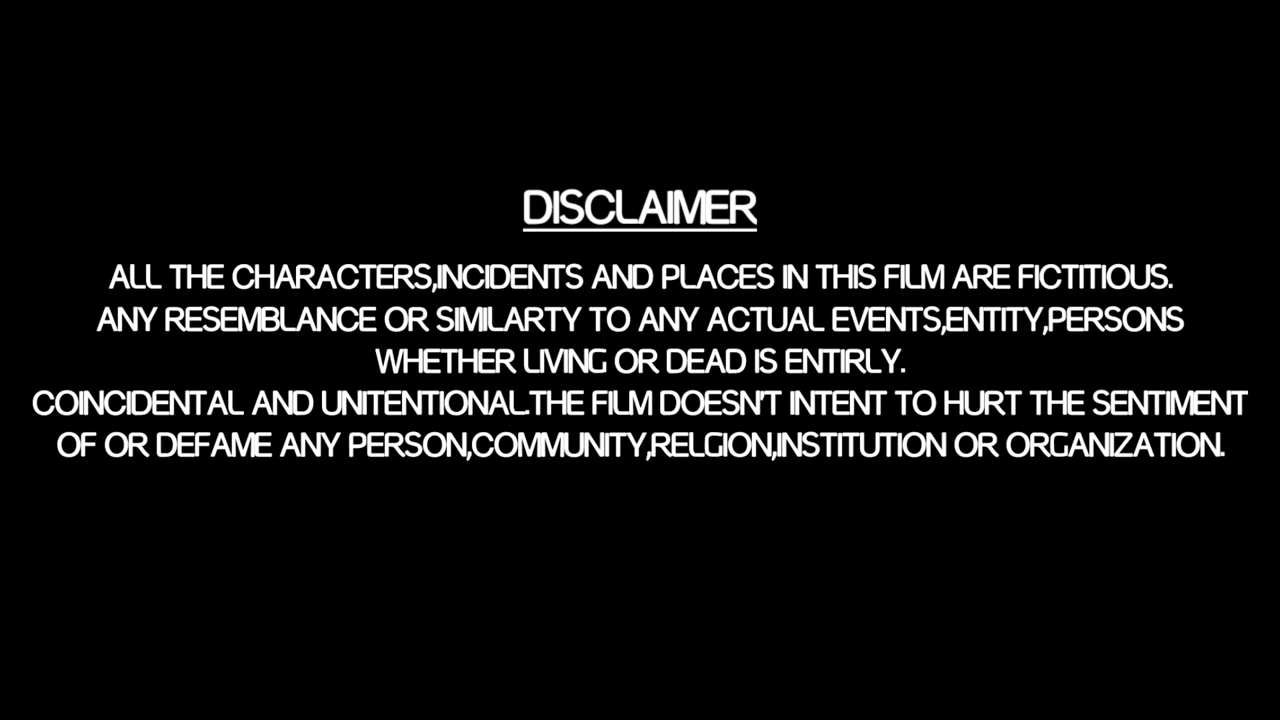 DISCLAIMER
ALL THE CHARACTERS,INCIDENTS AND PLACES IN THIS FILM ARE FICTITIOUS.
ANY RESEMBLANCE OR SIMILARTY TO ANY ACTUAL EVENTS,ENTITY,PERSONS
WHETHER LIVING OR DEAD IS ENTIRLY.
COINCIDENTAL AND UNITENTIONAL.THE FILM DOESN'T INTENT TO HURT THE SENTIMENT
OF OR DEFAME ANY PERSON,COMMUNITY,RELGION,INSTITUTION OR ORGANIZATION.